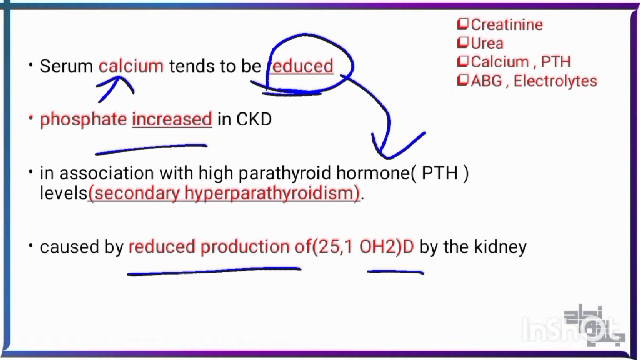 ❑Creatinine
❑Urea
❑Calcium , PTH
❑ABG , Electrolytes
• Serum calcium tends to be reduced
• phosphate increased in CKD
• in association with high parathyroid hormone( PTH )
levels(secondary hyperparathyroidism).
• caused by reduced production of(25,1 OH2)D by the kidney
InShOt